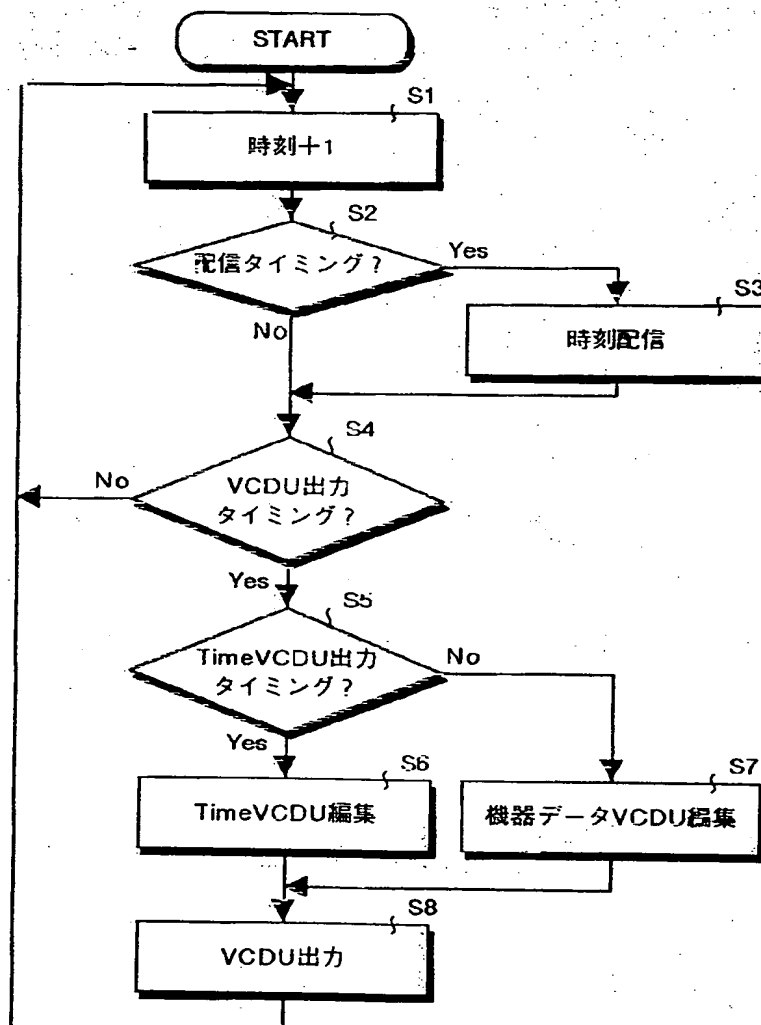 START
S1
時刻+1
S2
配信タイミング?
Yes
No
S3
時刻配信
S4
No
VCDU出力
タイミング?
Yes
S5
TimeVCDU出力
タイミング?
No
Yes
S6
TimeVCDU編集
S7
機器データVCDU編集
S8
VCDU出力